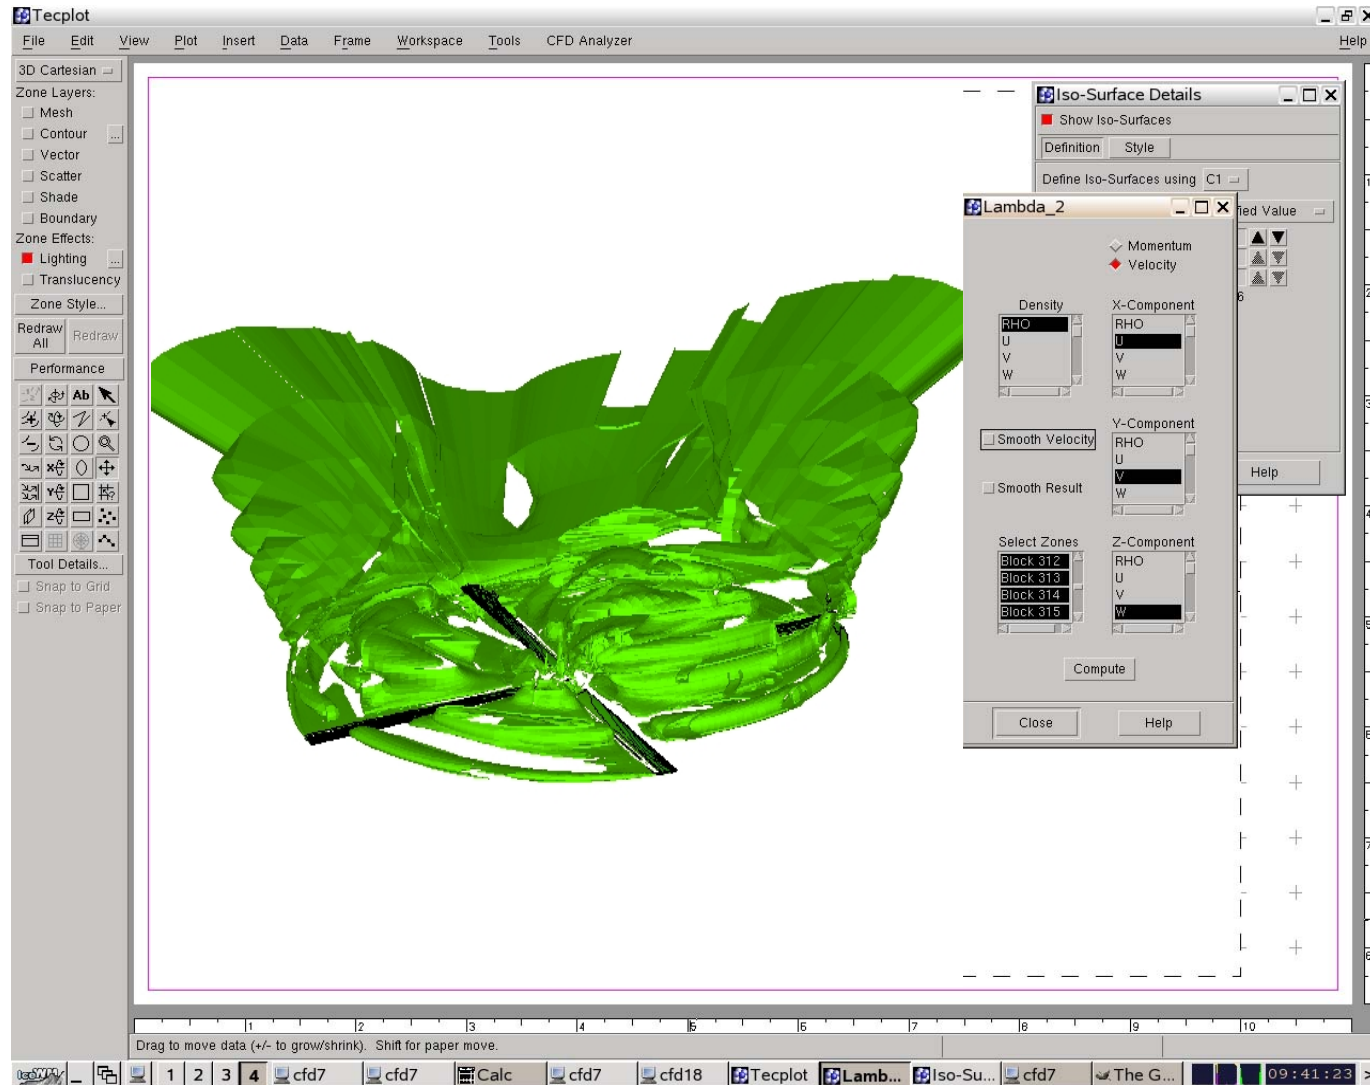 Tecplot
File Edit View Plot Insert Data Frame Workspace Tools CFD Analyzer Help
3D Cartesian
Zone Layers:
Mesh
Contour ...
Vector
Scatter
Shade
Boundary
Zone Effects:
Lighting ...
Translucency
Zone Style...
Redraw All Redraw
Performance
Ab
X
Y
Z
Tool Details...
Snap to Grid
Snap to Paper
Iso-Surface Details
Show Iso-Surfaces
Definition Style
Define Iso-Surfaces using C1
fied Value
6
Help
Lambda_2
Momentum
Velocity
Density X-Component
RHO RHO
U U
V V
W W
Smooth Velocity
Smooth Result
Y-Component
RHO
U
V
W
Select Zones Z-Component
Block 312 RHO
Block 313 U
Block 314 V
Block 315 W
Compute
Close Help
1 2 3 4 5 6 7 8 9 10
Drag to move data (+/- to grow/shrink). Shift for paper move.
1 2 3 4 cfd7 cfd7 Calc cfd7 cfd18 Tecplot Lamb... Iso-Su... cfd7 The G... 09:41:23